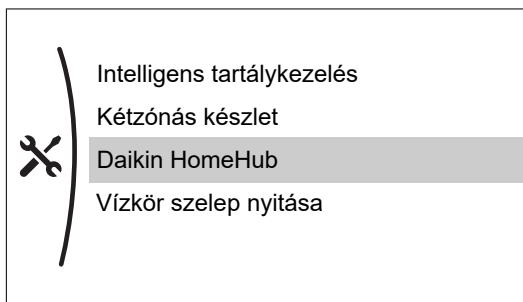 Intelligens tartálykezelés
Kétzónás készlet
Daikin HomeHub
Vízkör szelep nyitása